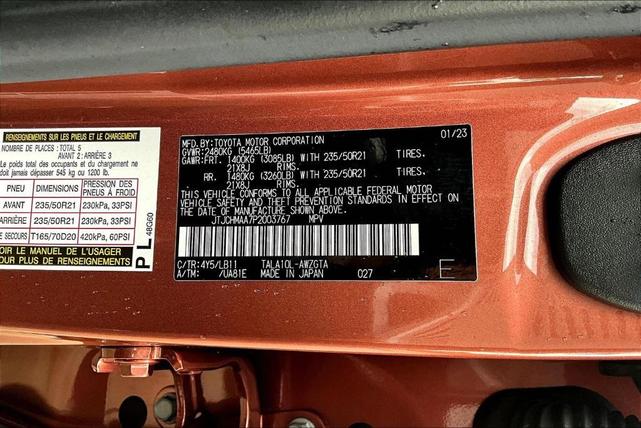 RENSEIGNEMENTS SUR LES PNEUS ET LE CHARGEMENT
NOMBRE DE PLACES: TOTAL 5
AVANT 2: ARRIÈRE 3
Le poids total des occupants et du chargement ne
doit jamais dépasser 545 kg ou 1200 lb.
PNEU DIMENSIONS PRESSION DES PNEUS À FROID
AVANT 235/50R21 230kPa, 33PSI
ARRIÈRE 235/50R21 230kPa, 33PSI
DE SECOURS T165/70D20 420kPa, 60PSI
VOIR LE MANUEL DE L'USAGER
POUR PLUS DE RENSEIGNEMENTS
P L 48G60
MFD.BY:TOYOTA MOTOR CORPORATION 01/23
GVWR:2480KG (5465LB)
GAWR:FRT. 1400KG (3085LB) WITH 235/50R21 TIRES.
21X8J RIMS.
RR. 1480KG (3260LB) WITH 235/50R21 TIRES.
21X8J RIMS.
THIS VEHICLE CONFORMS TO ALL APPLICABLE FEDERAL MOTOR
VEHICLE SAFETY AND THEFT PREVENTION STANDARDS IN EFFECT ON
THE DATE OF MANUFACTURE SHOWN ABOVE.
JTJCHMAA7P2003767 MPV
C/TR:4Y5/LB11 TALA10L-AWZGTA
A/TM: /UA81E MADE IN JAPAN 027 E